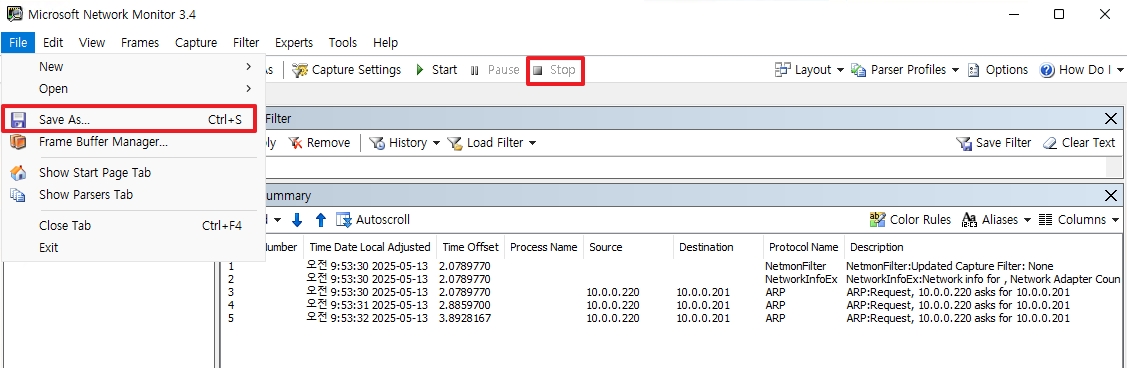 Microsoft Network Monitor 3.4
File Edit View Frames Capture Filter Experts Tools Help
New
Open
Save As... Ctrl+S
Frame Buffer Manager...
Show Start Page Tab
Show Parsers Tab
Close Tab Ctrl+F4
Exit
As Capture Settings Start Pause Stop Layout Parser Profiles Options How Do I
Filter
ly Remove History Load Filter Save Filter Clear Text
ummary
Autoscroll Color Rules Aliases Columns
Number Time Date Local Adjusted Time Offset Process Name Source Destination Protocol Name Description
1 오전 9:53:30 2025-05-13 2.0789770 NetmonFilter NetmonFilter:Updated Capture Filter: None
2 오전 9:53:30 2025-05-13 2.0789770 NetworkInfoEx NetworkInfoEx:Network info for , Network Adapter Coun
3 오전 9:53:30 2025-05-13 2.0789770 10.0.0.220 10.0.0.201 ARP ARP:Request, 10.0.0.220 asks for 10.0.0.201
4 오전 9:53:31 2025-05-13 2.8859700 10.0.0.220 10.0.0.201 ARP ARP:Request, 10.0.0.220 asks for 10.0.0.201
5 오전 9:53:32 2025-05-13 3.8928167 10.0.0.220 10.0.0.201 ARP ARP:Request, 10.0.0.220 asks for 10.0.0.201